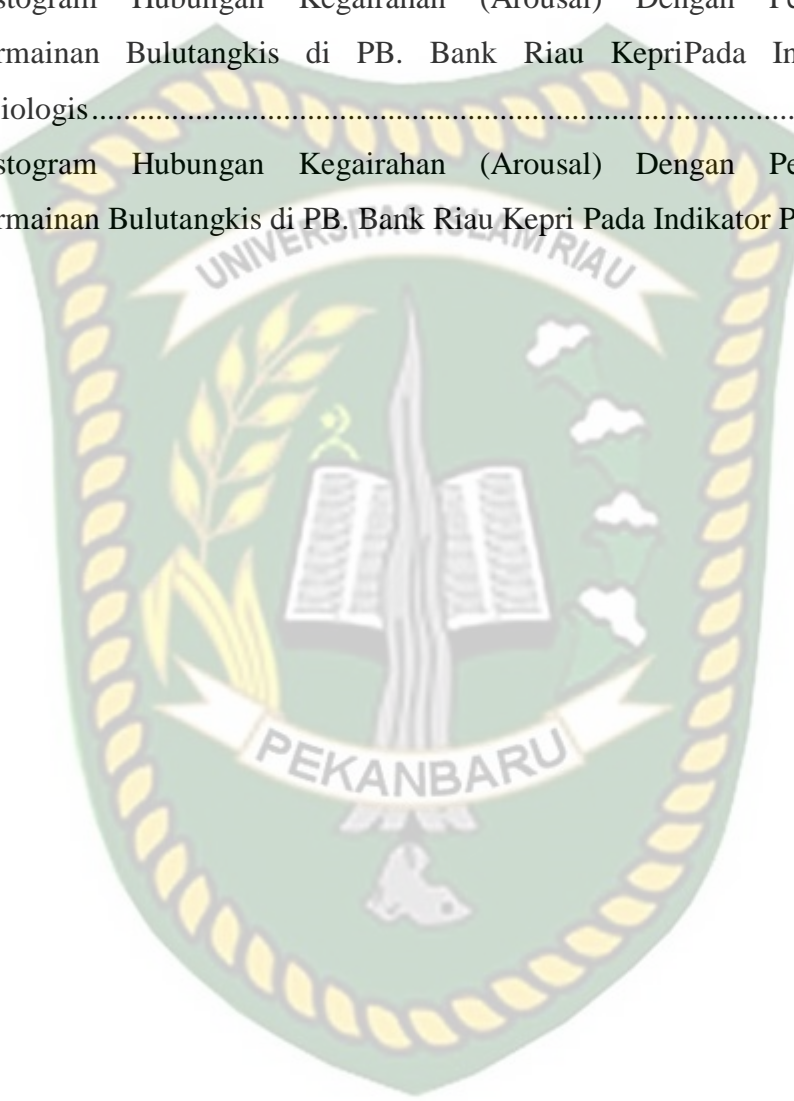 stogram Hubungan Kegairahan (Arousal) Dengan Pe
rmainan Bulutangkis di PB. Bank Riau KepriPada In
iologis..........................................................................................
stogram Hubungan Kegairahan (Arousal) Dengan Pe
rmainan Bulutangkis di PB. Bank Riau Kepri Pada Indikator P
UNIVERSITAS ISLAM RIAU
PEKANBARU